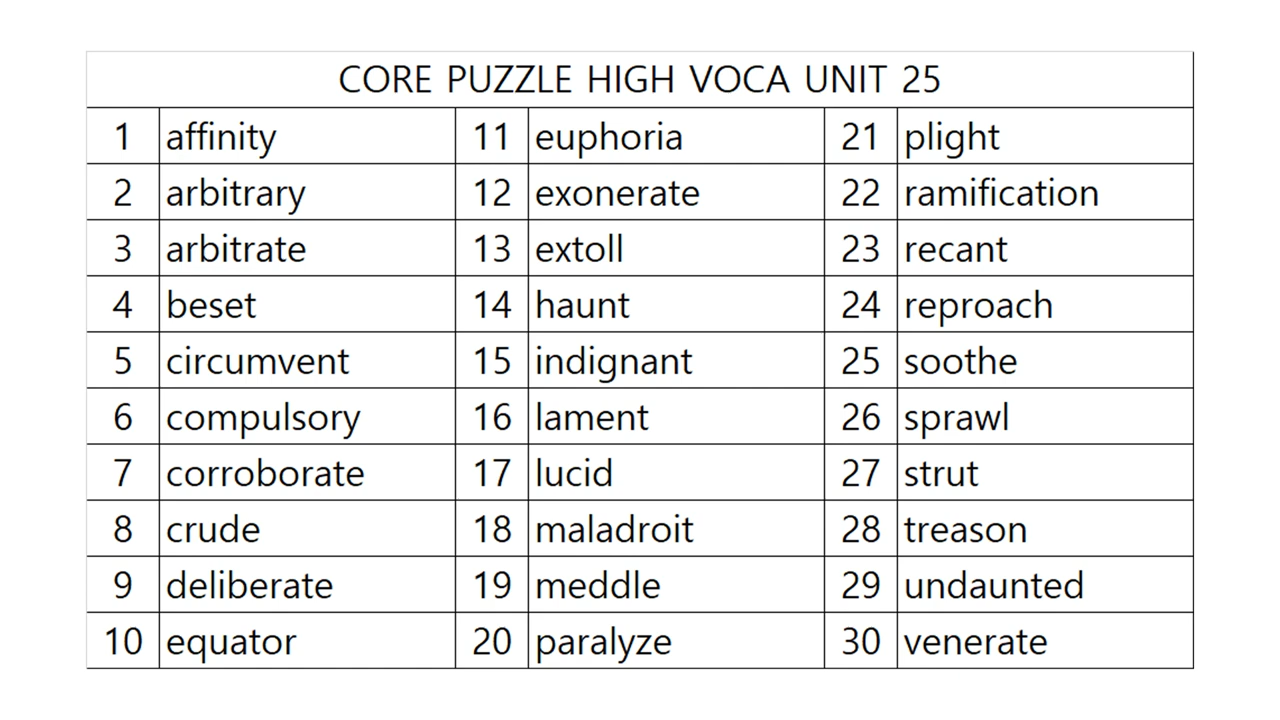 CORE PUZZLE HIGH VOCA UNIT 25
1 affinity 11 euphoria 21 plight
2 arbitrary 12 exonerate 22 ramification
3 arbitrate 13 extoll 23 recant
4 beset 14 haunt 24 reproach
5 circumvent 15 indignant 25 soothe
6 compulsory 16 lament 26 sprawl
7 corroborate 17 lucid 27 strut
8 crude 18 maladroit 28 treason
9 deliberate 19 meddle 29 undaunted
10 equator 20 paralyze 30 venerate